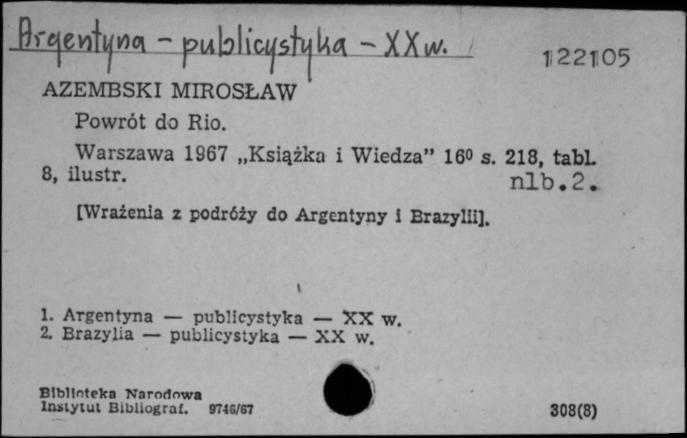 Argentyna - publicystyka - XX w.
122105
AZEMBSKI MIROSŁAW
Powrót do Rio.
Warszawa 1967 „Książka i Wiedza” 16⁰ s. 218, tabl.
8, ilustr.
nlb.2.
[Wrażenia z podróży do Argentyny i Brazylii].
1. Argentyna — publicystyka — XX w.
2. Brazylia — publicystyka — XX w.
Biblioteka Narodowa
Instytut Bibliograf. 9746/67
308(8)